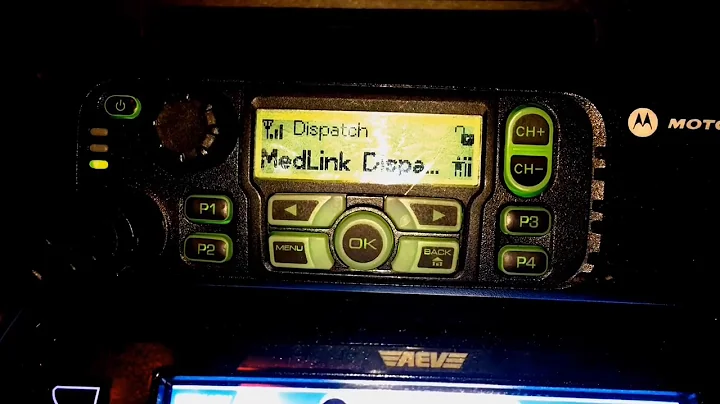 Dispatch
MedLink Dispa...
CH+
CH-
MOTO
P1
P2
MENU
OK
BACK
P3
P4
AEV